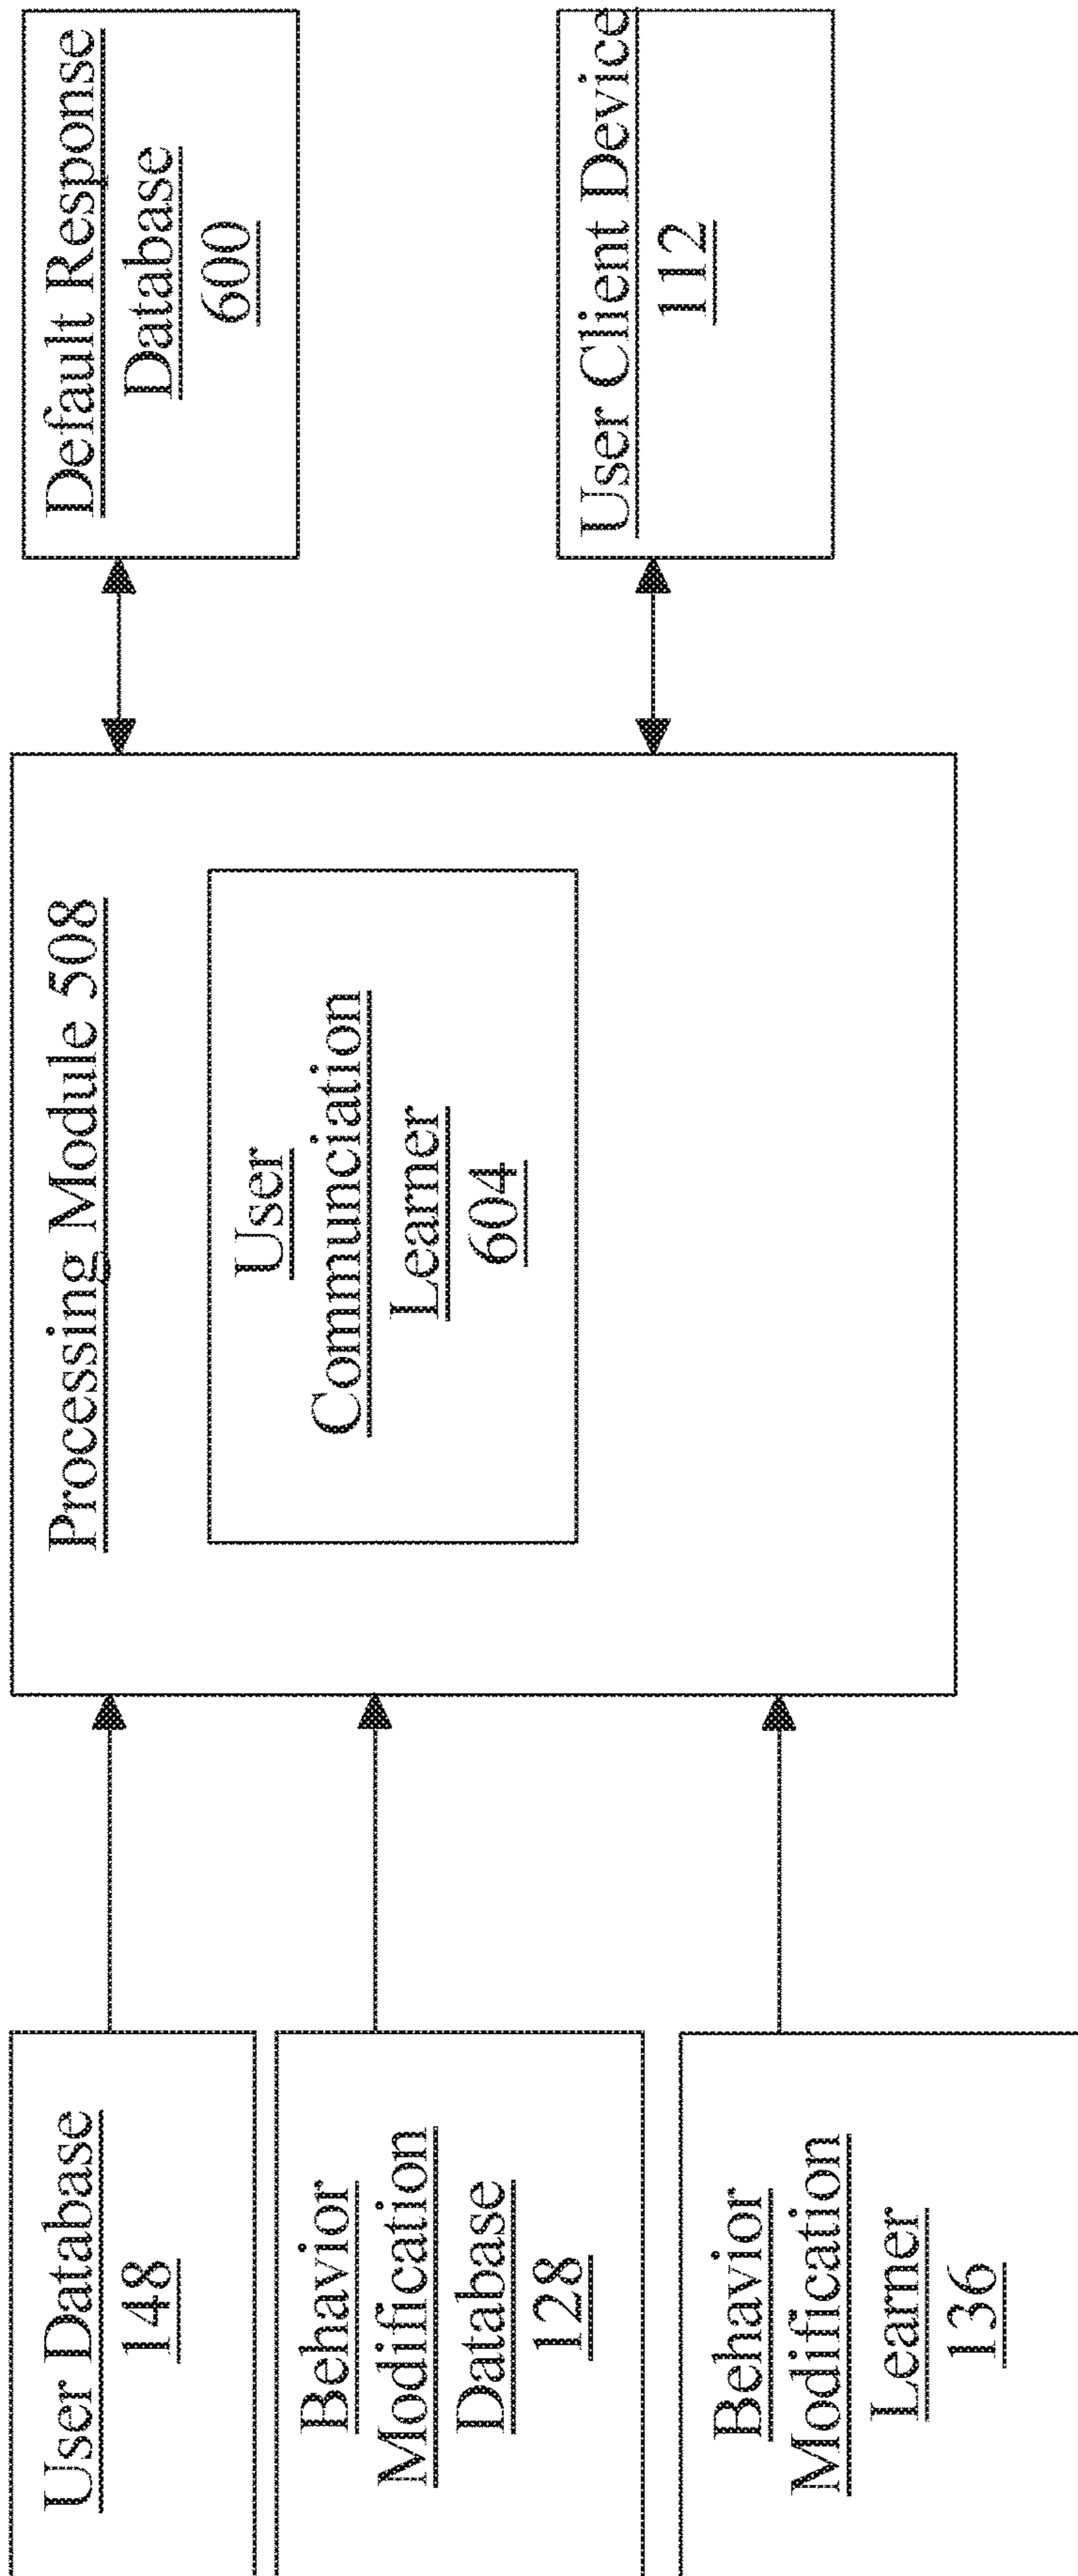 User Database
148
Behavior
Modification
Database
128
Behavior
Modification
Learner
136
Processing Module 508
User
Communciation
Learner
604
Default Response
Database
600
User Client Device
112